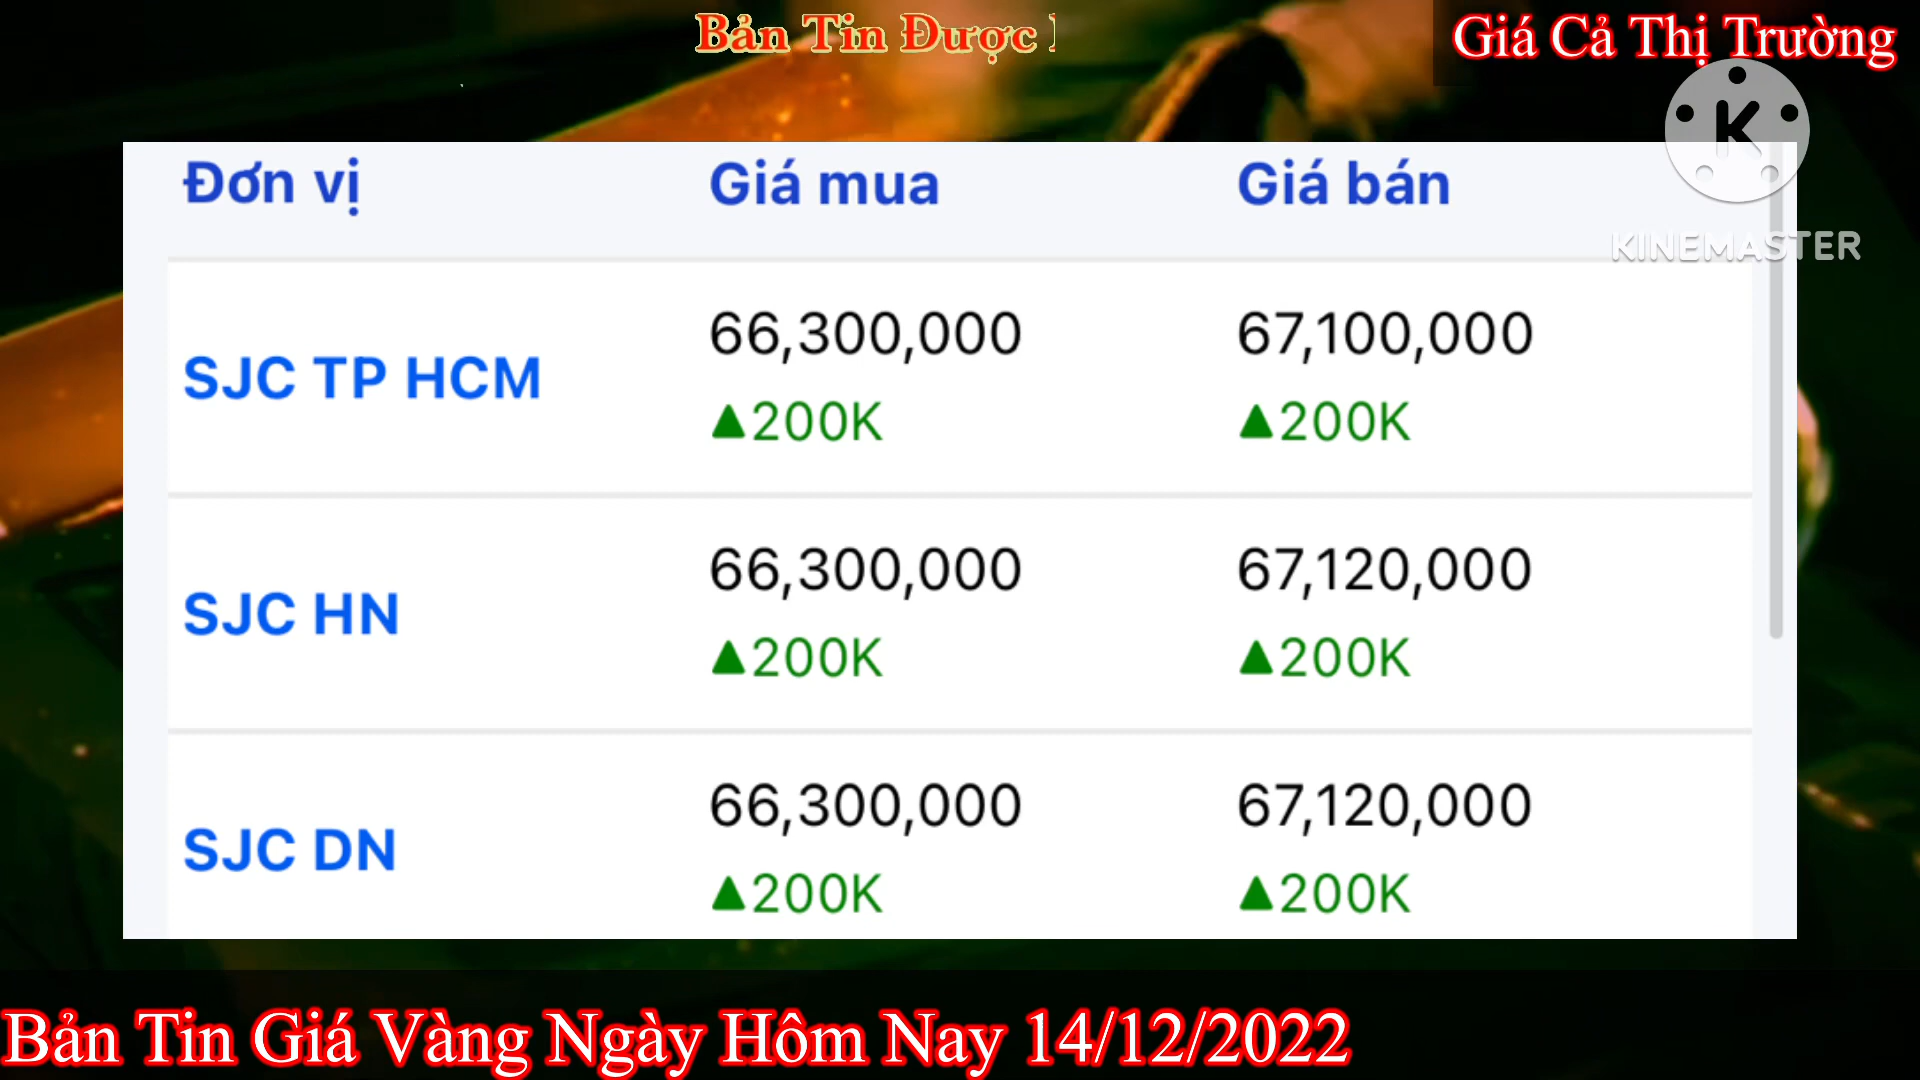 Bản Tin Được
Giá Cả Thị Trường
K
KINEMASTER
Đơn vị Giá mua Giá bán
66,300,000 67,100,000
SJC TP HCM
▲200K ▲200K
66,300,000 67,120,000
SJC HN
▲200K ▲200K
66,300,000 67,120,000
SJC DN
▲200K ▲200K
Bản Tin Giá Vàng Ngày Hôm Nay 14/12/2022